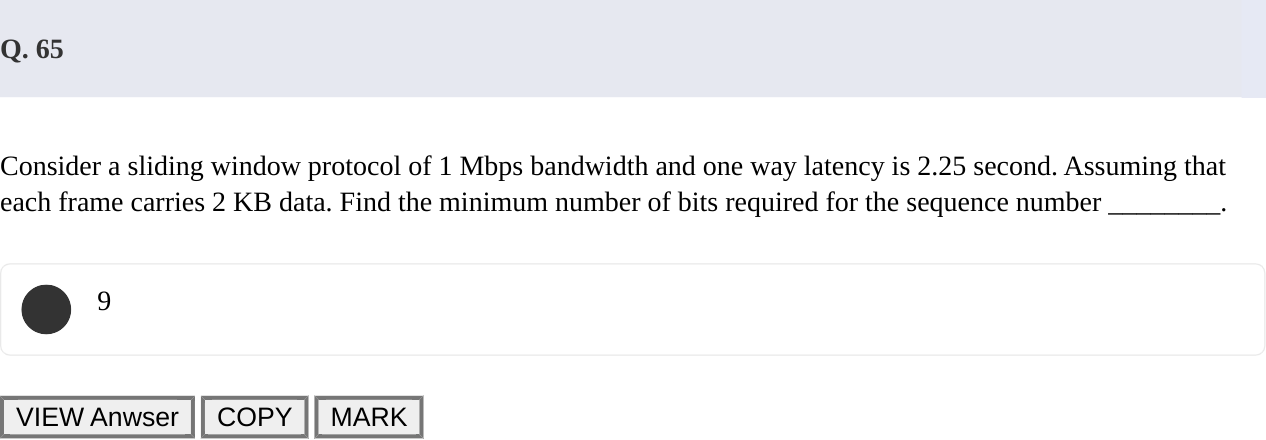 Q. 65
Consider a sliding window protocol of 1 Mbps bandwidth and one way latency is 2.25 second. Assuming that
each frame carries 2 KB data. Find the minimum number of bits required for the sequence number ________.
9
VIEW Anwser COPY MARK